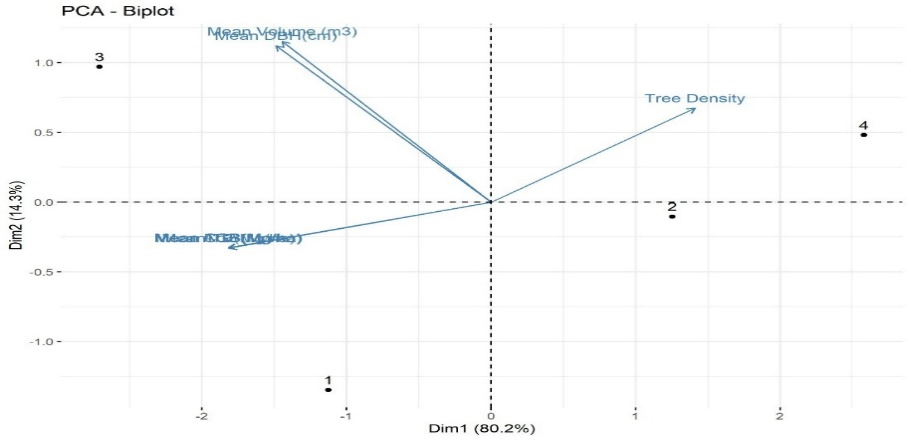 PCA - Biplot
Mean Volume (m3)
Mean DBH (cm)
3
1.0
Tree Density
0.5
4
Dim2 (14.3%)
0.0
2
Mean
-0.5
-1.0
1
-2
-1
0
1
2
Dim1 (80.2%)